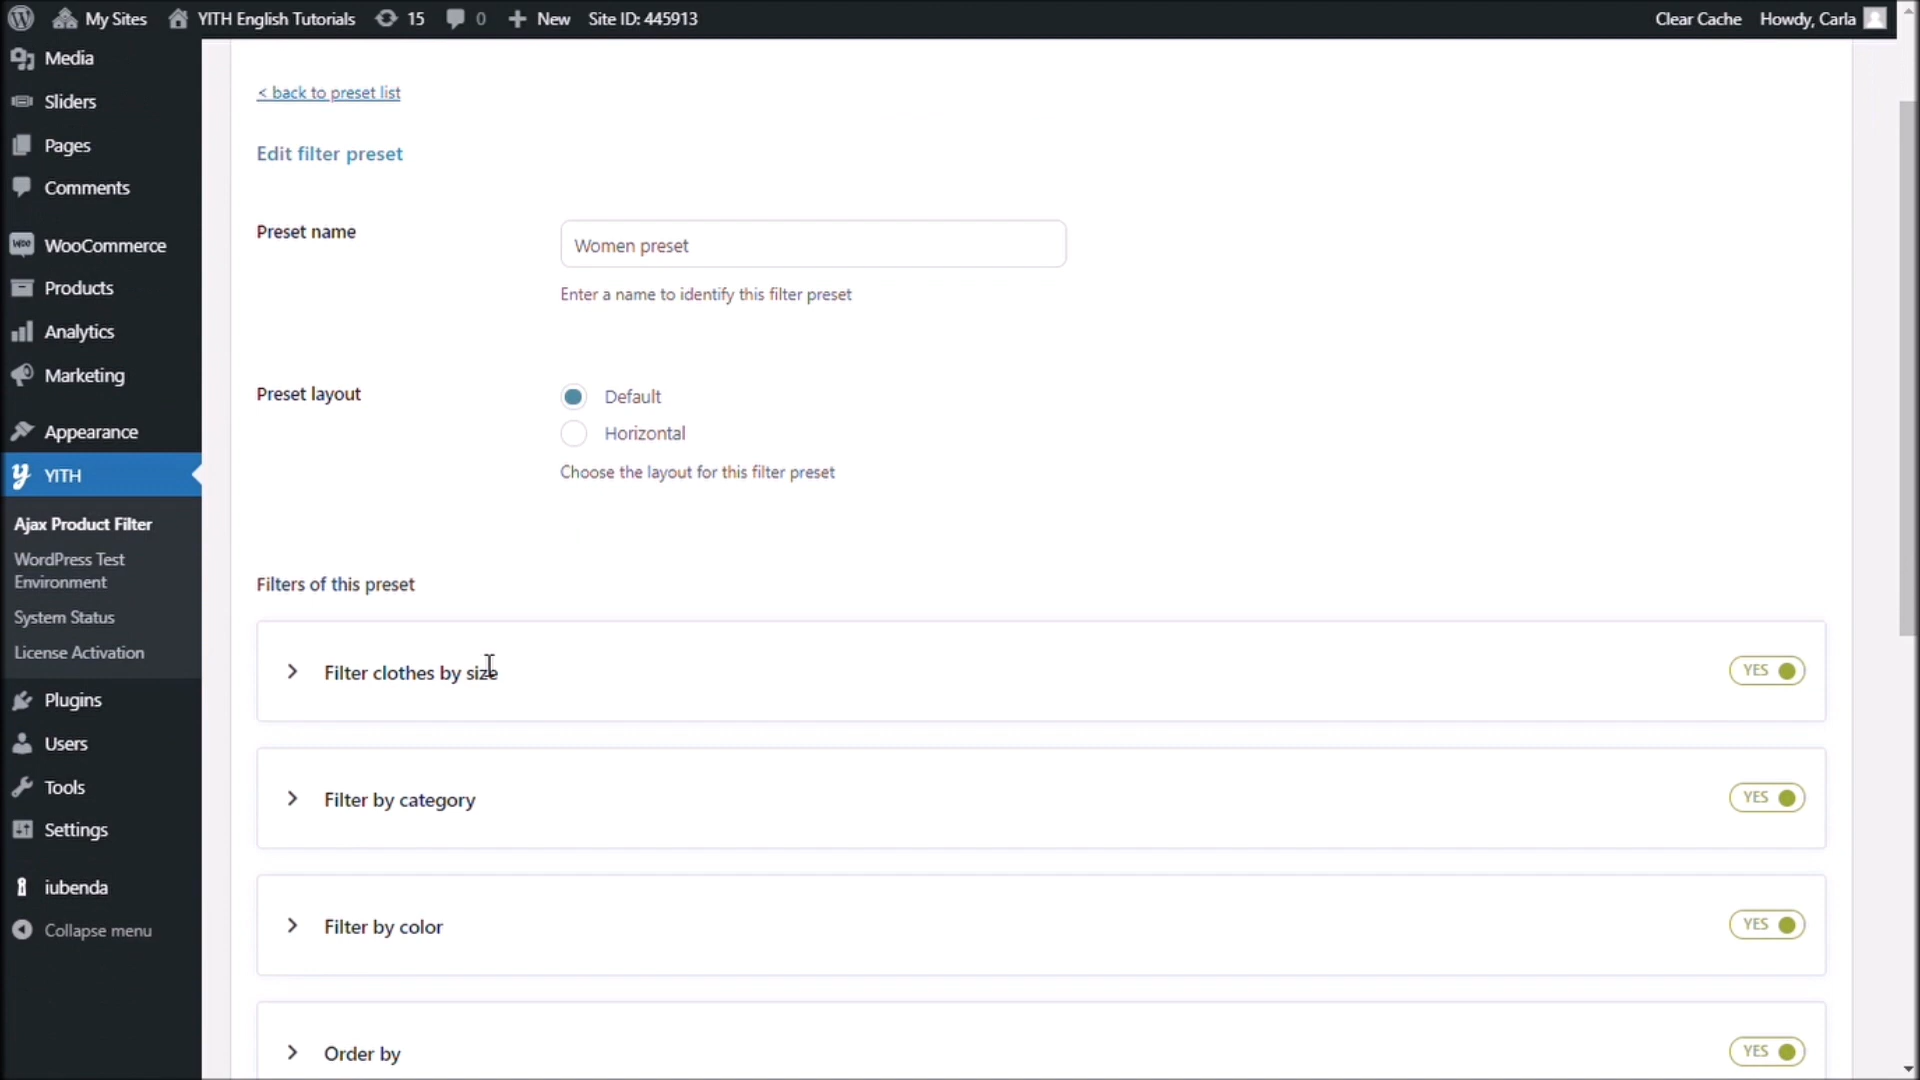 My Sites YITH English Tutorials 15 0 New Site ID: 445913 Clear Cache Howdy, Carla
Media
Sliders
Pages
Comments
WooCommerce
Products
Analytics
Marketing
Appearance
YITH
Ajax Product Filter
WordPress Test
Environment
System Status
License Activation
Plugins
Users
Tools
Settings
iubenda
Collapse menu
< back to preset list
Edit filter preset
Preset name
Women preset
Enter a name to identify this filter preset
Preset layout
Default
Horizontal
Choose the layout for this filter preset
Filters of this preset
Filter clothes by size YES
Filter by category YES
Filter by color YES
Order by YES